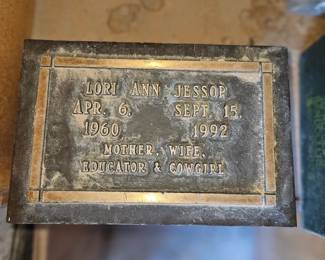 LORI ANN JESSOP
APR. 6. SEPT. 15.
1960 1992
MOTHER, WIFE,
EDUCATOR & COWGIRL